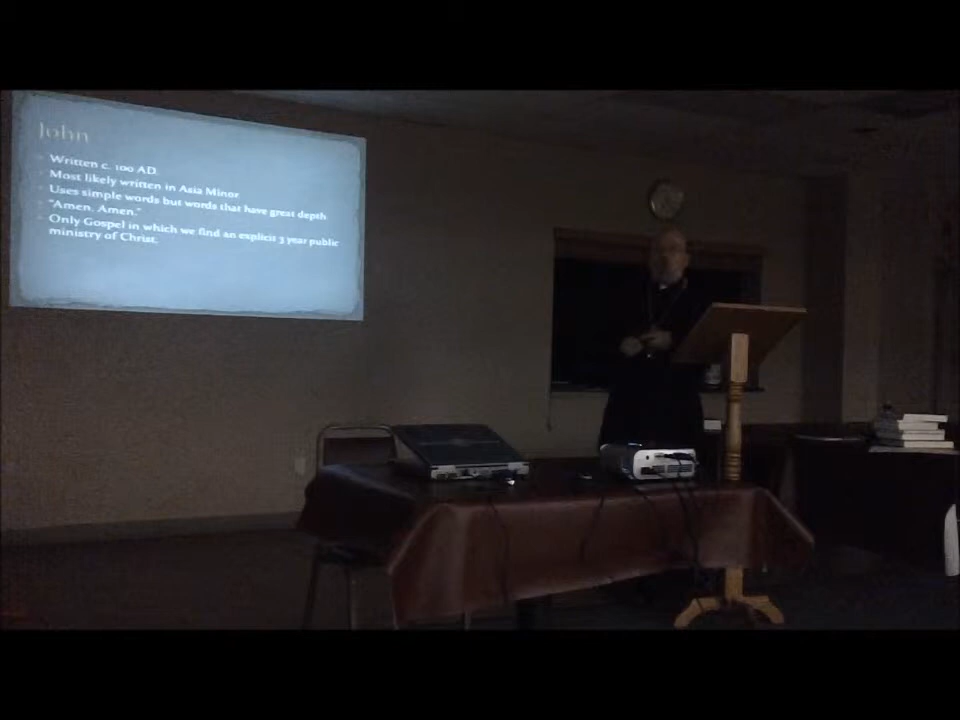 John
Written c. 100 AD.
Most likely written in Asia Minor
Uses simple words but words that have great depth
"Amen, Amen."
Only Gospel in which we find an explicit 3 year public
ministry of Christ.